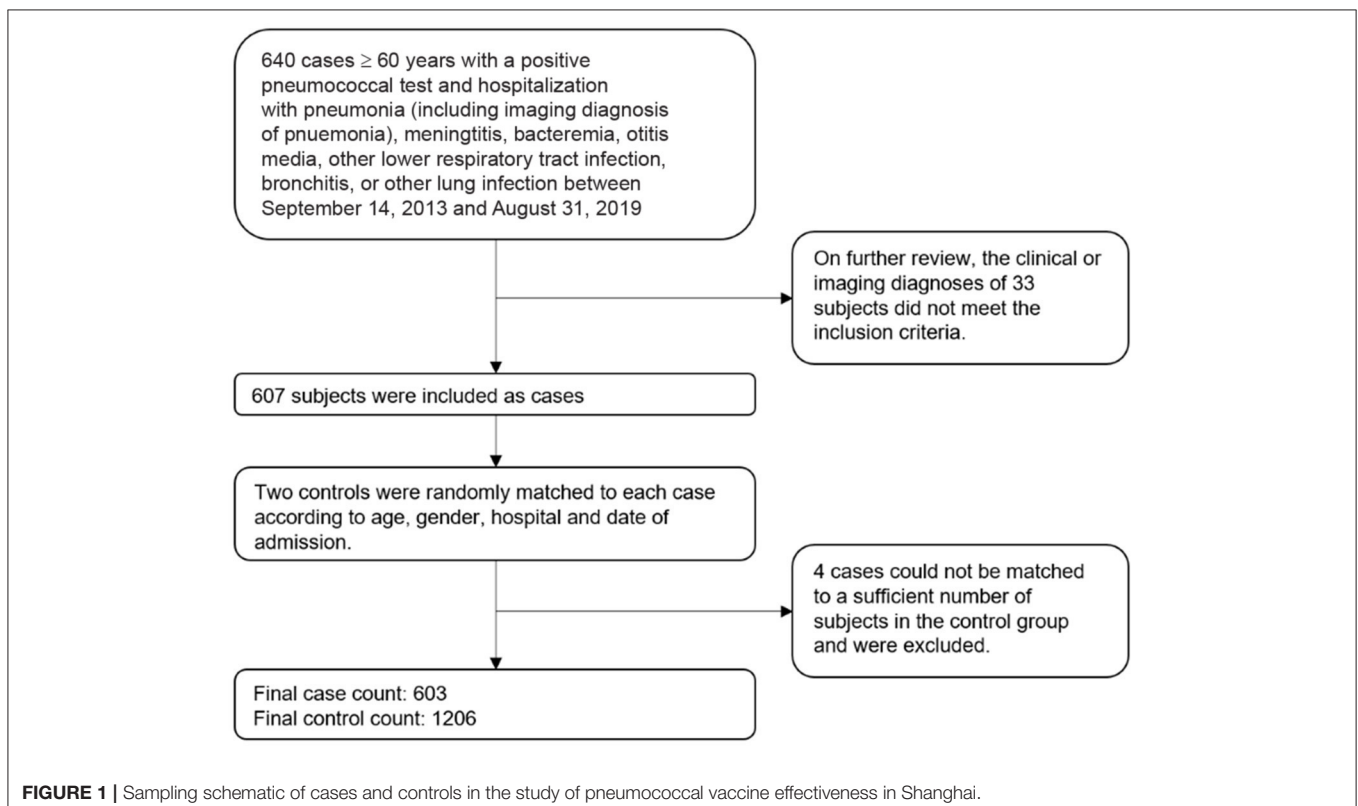 640 cases ≥ 60 years with a positive
pneumococcal test and hospitalization
with pneumonia (including imaging diagnosis
of pnuemonia), meningtitis, bacteremia, otitis
media, other lower respiratory tract infection,
bronchitis, or other lung infection between
September 14, 2013 and August 31, 2019
On further review, the clinical or
imaging diagnoses of 33
subjects did not meet the
inclusion criteria.
607 subjects were included as cases
Two controls were randomly matched to each case
according to age, gender, hospital and date of
admission.
4 cases could not be matched
to a sufficient number of
subjects in the control group
and were excluded.
Final case count: 603
Final control count: 1206
FIGURE 1 | Sampling schematic of cases and controls in the study of pneumococcal vaccine effectiveness in Shanghai.